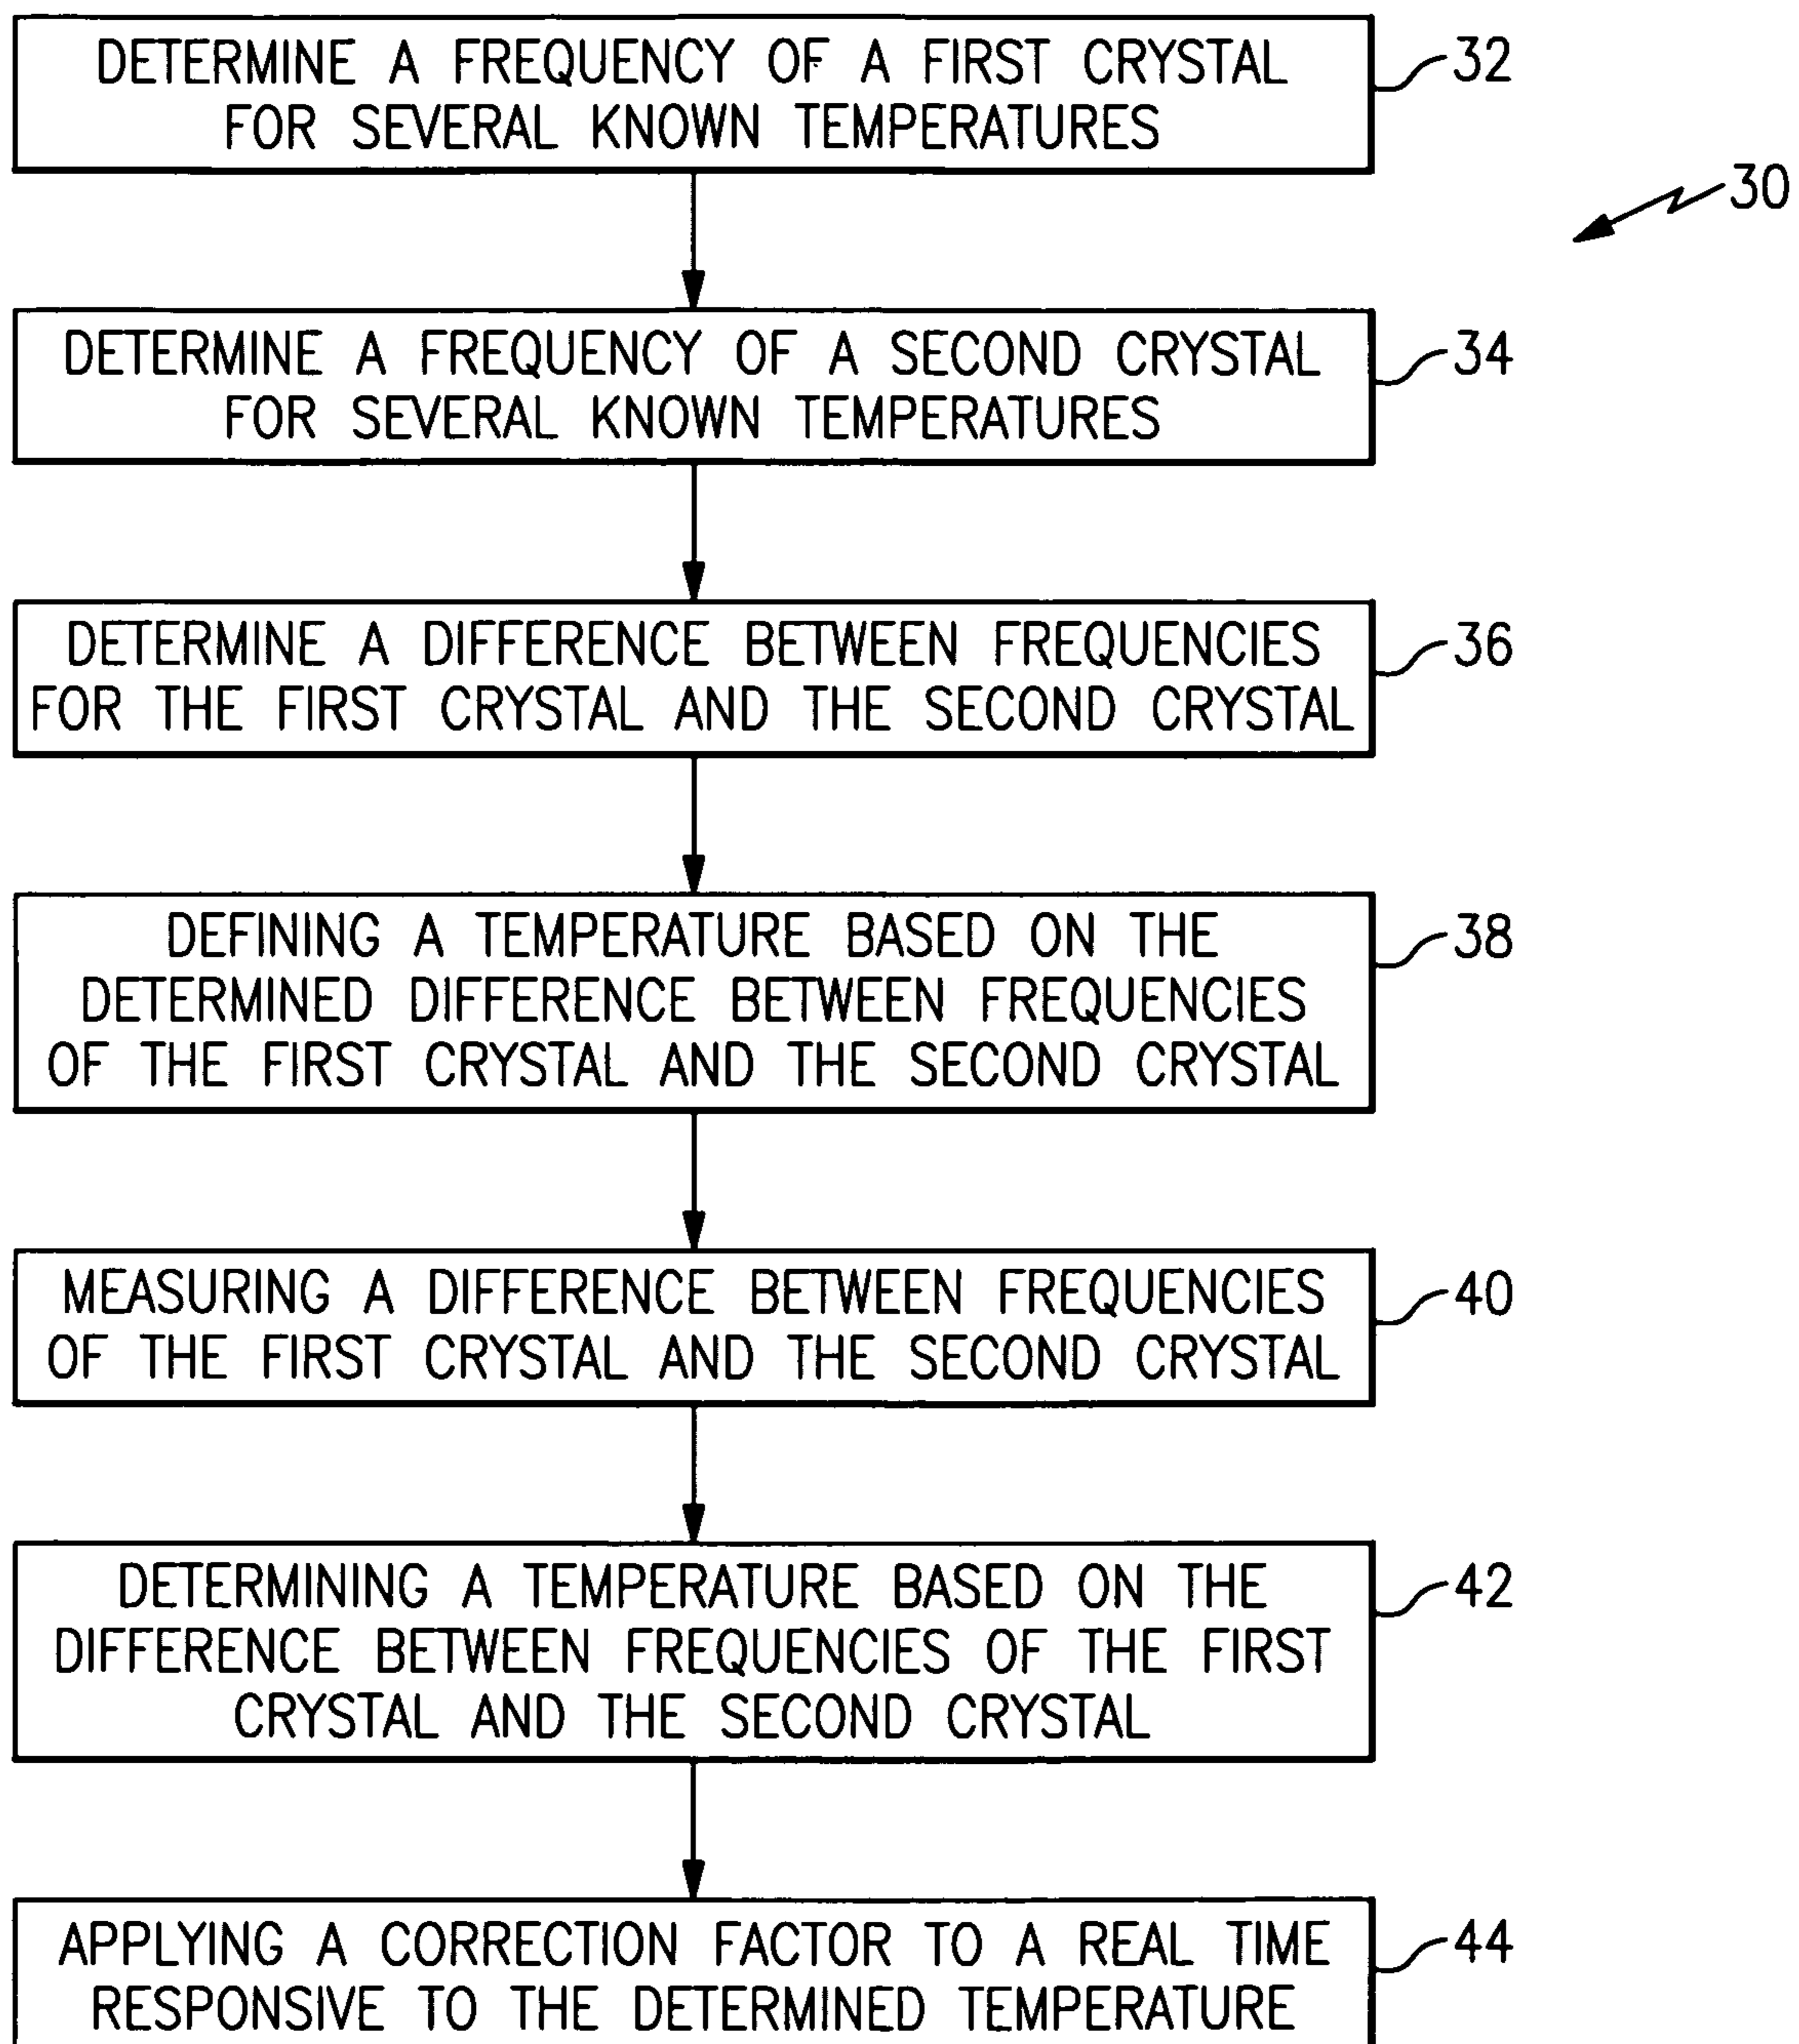 DETERMINE A FREQUENCY OF A FIRST CRYSTAL
FOR SEVERAL KNOWN TEMPERATURES
32
30
DETERMINE A FREQUENCY OF A SECOND CRYSTAL
FOR SEVERAL KNOWN TEMPERATURES
34
DETERMINE A DIFFERENCE BETWEEN FREQUENCIES
FOR THE FIRST CRYSTAL AND THE SECOND CRYSTAL
36
DEFINING A TEMPERATURE BASED ON THE
DETERMINED DIFFERENCE BETWEEN FREQUENCIES
OF THE FIRST CRYSTAL AND THE SECOND CRYSTAL
38
MEASURING A DIFFERENCE BETWEEN FREQUENCIES
OF THE FIRST CRYSTAL AND THE SECOND CRYSTAL
40
DETERMINING A TEMPERATURE BASED ON THE
DIFFERENCE BETWEEN FREQUENCIES OF THE FIRST
CRYSTAL AND THE SECOND CRYSTAL
42
APPLYING A CORRECTION FACTOR TO A REAL TIME
RESPONSIVE TO THE DETERMINED TEMPERATURE
44